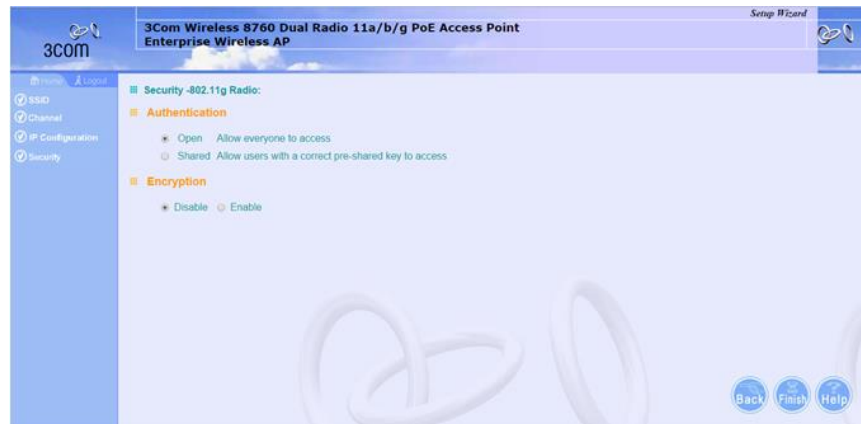 Setup Wizard
3com
3Com Wireless 8760 Dual Radio 11a/b/g PoE Access Point
Enterprise Wireless AP
Home Logout
SSID
Channel
IP Configuration
Security
Security -802.11g Radio:
Authentication
Open Allow everyone to access
Shared Allow users with a correct pre-shared key to access
Encryption
Disable Enable
Back Finish Help